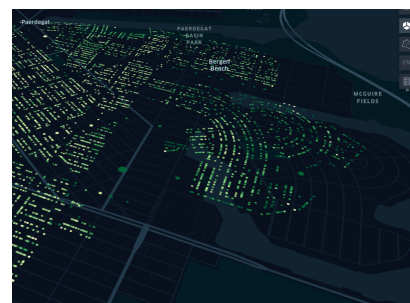 Paerdegat
PAERDEGAT
BASIN
PARK
Bergen
Beach
MCGUIRE
FIELDS